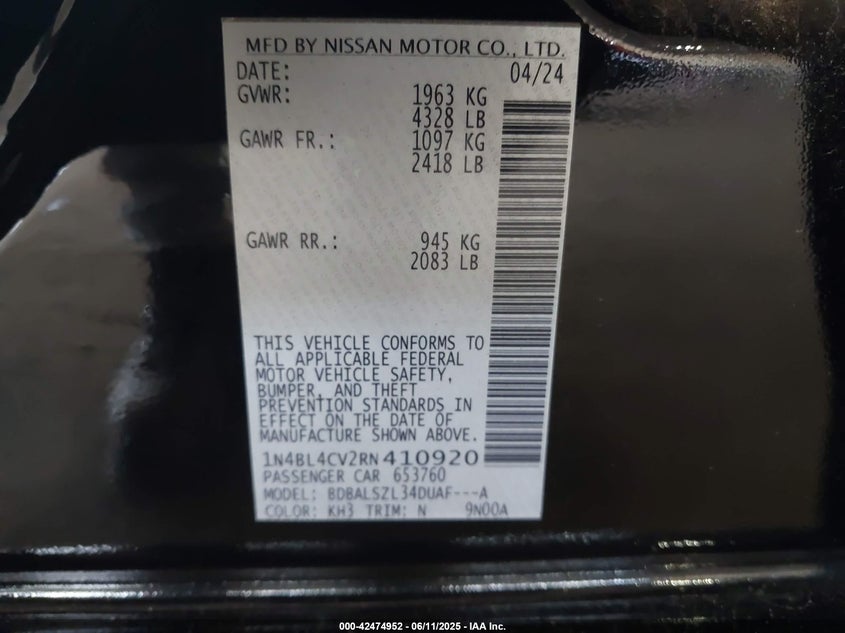 MFD BY NISSAN MOTOR CO., LTD.
DATE: 04/24
GVWR: 1963 KG
4328 LB
GAWR FR.: 1097 KG
2418 LB
GAWR RR.: 945 KG
2083 LB
THIS VEHICLE CONFORMS TO
ALL APPLICABLE FEDERAL
MOTOR VEHICLE SAFETY,
BUMPER, AND THEFT
PREVENTION STANDARDS IN
EFFECT ON THE DATE OF
MANUFACTURE SHOWN ABOVE.
1N4BL4CV2RN410920
PASSENGER CAR 653760
MODEL: BDBALSZL34DUAF---A
COLOR: KH3 TRIM: N 9N00A
000-42474952 - 06/11/2025 - IAA Inc.